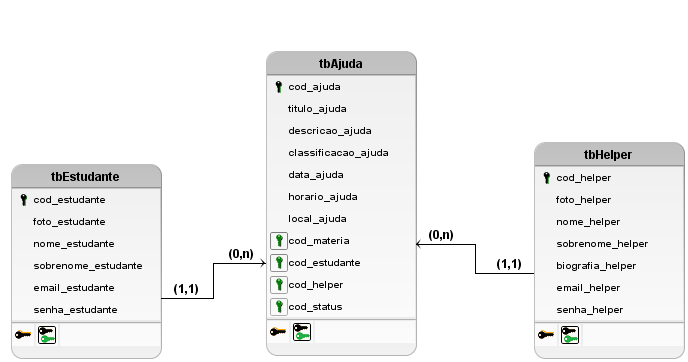 tbAjuda
cod_ajuda
titulo_ajuda
descricao_ajuda
classificacao_ajuda
data_ajuda
horario_ajuda
local_ajuda
cod_materia
cod_estudante
cod_helper
cod_status
tbEstudante
cod_estudante
foto_estudante
nome_estudante
sobrenome_estudante
email_estudante
senha_estudante
(1,1)
(0,n)
(0,n)
(1,1)
tbHelper
cod_helper
foto_helper
nome_helper
sobrenome_helper
biografia_helper
email_helper
senha_helper